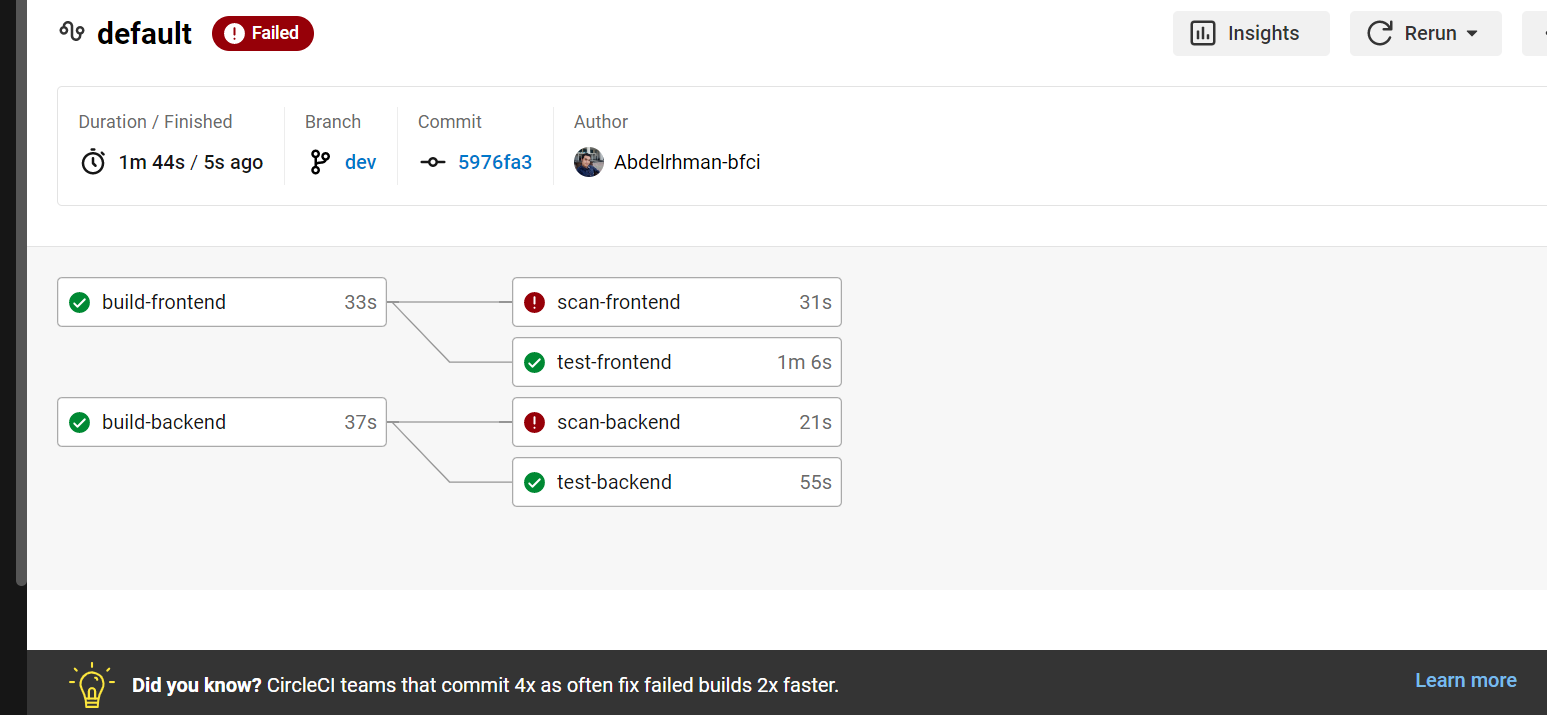 default Failed Insights Rerun
Duration / Finished Branch Commit Author
1m 44s / 5s ago dev 5976fa3 Abdelrhman-bfci
build-frontend 33s scan-frontend 31s
test-frontend 1m 6s
build-backend 37s scan-backend 21s
test-backend 55s
Did you know? CircleCI teams that commit 4x as often fix failed builds 2x faster. Learn more